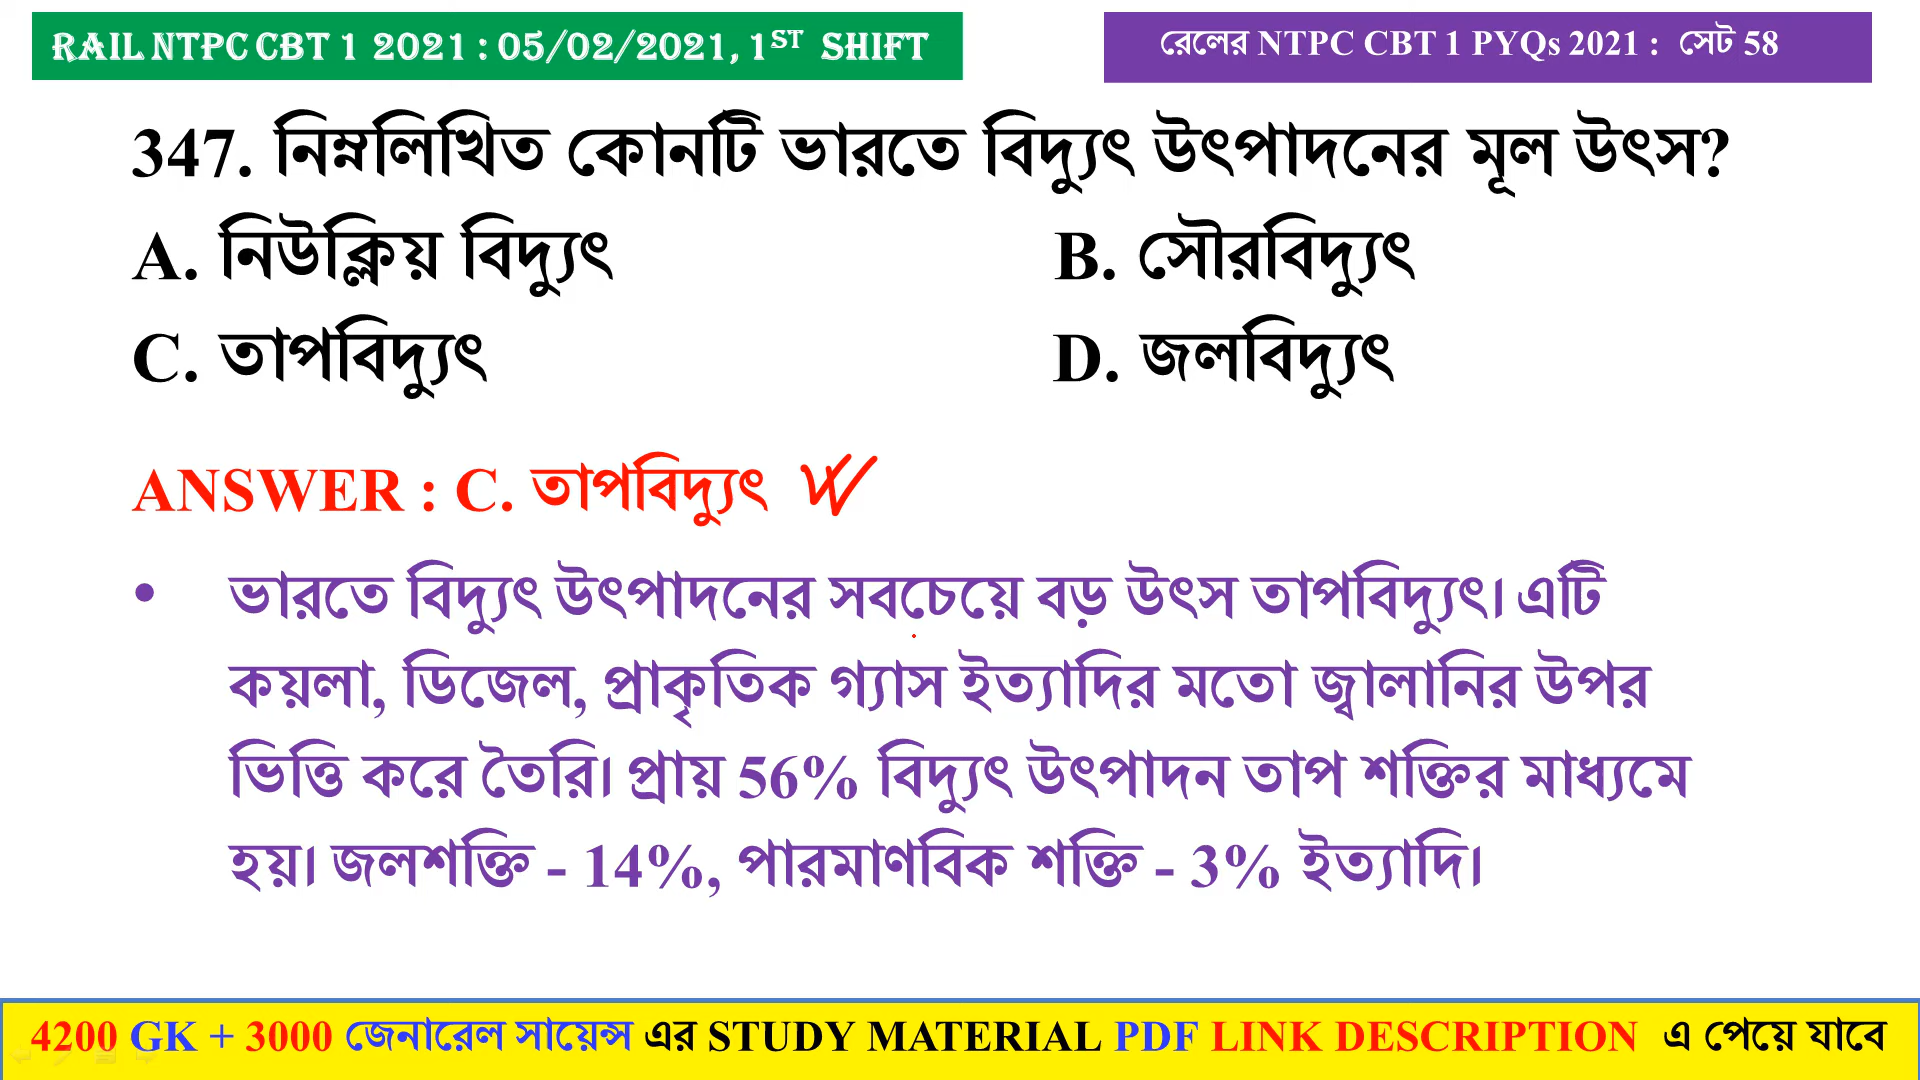 RAIL NTPC CBT 1 2021 : 05/02/2021, 1ST SHIFT
রেলের NTPC CBT 1 PYQs 2021 : সেট 58
347. নিম্নলিখিত কোনটি ভারতে বিদ্যুৎ উৎপাদনের মূল উৎস?
A. নিউক্লিয় বিদ্যুৎ B. সৌরবিদ্যুৎ
C. তাপবিদ্যুৎ D. জলবিদ্যুৎ
ANSWER : C. তাপবিদ্যুৎ
• ভারতে বিদ্যুৎ উৎপাদনের সবচেয়ে বড় উৎস তাপবিদ্যুৎ। এটি
কয়লা, ডিজেল, প্রাকৃতিক গ্যাস ইত্যাদির মতো জ্বালানির উপর
ভিত্তি করে তৈরি। প্রায় 56% বিদ্যুৎ উৎপাদন তাপ শক্তির মাধ্যমে
হয়। জলশক্তি - 14%, পারমাণবিক শক্তি - 3% ইত্যাদি।
4200 GK + 3000 জেনারেল সায়েন্স এর STUDY MATERIAL PDF LINK DESCRIPTION এ পেয়ে যাবে